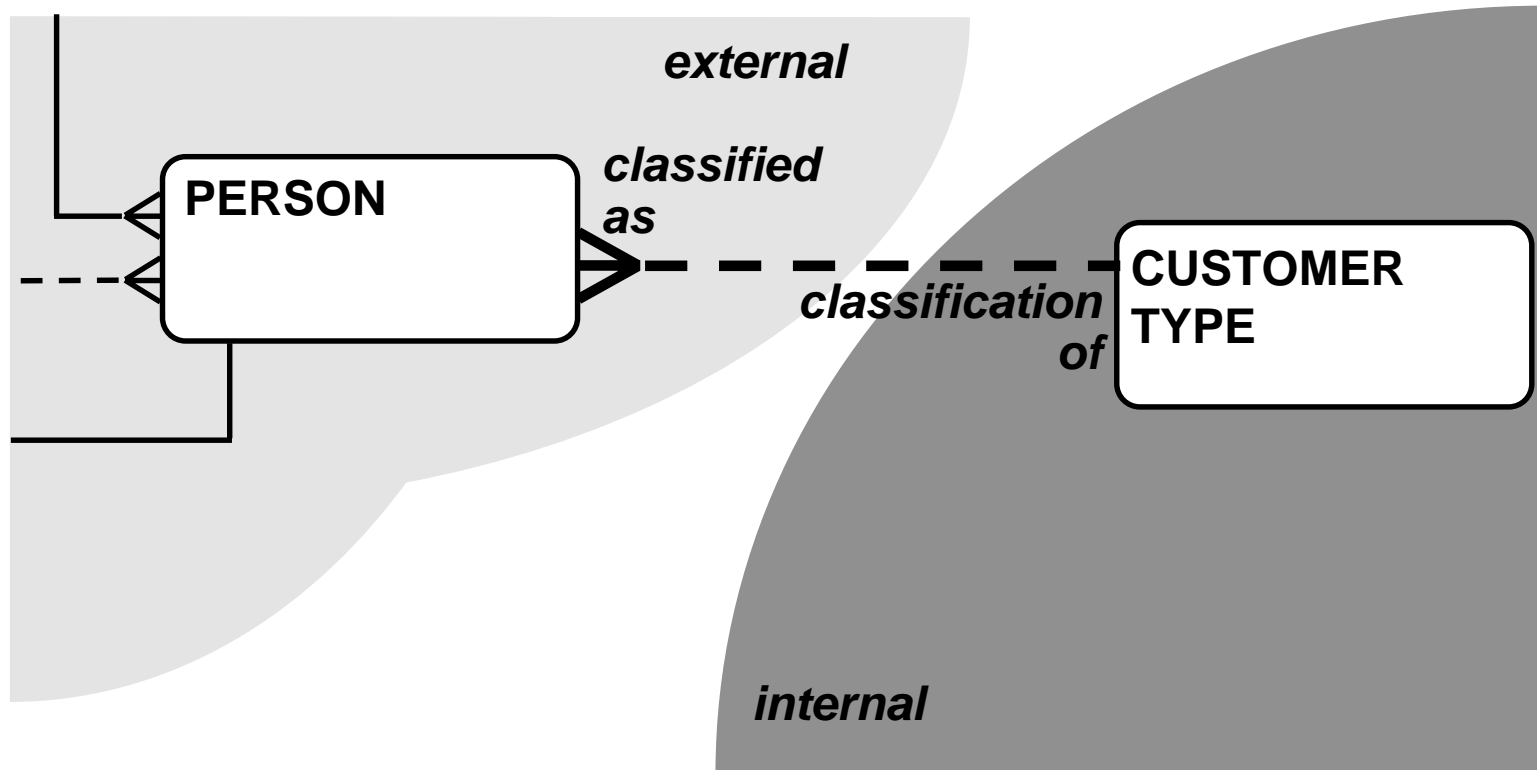 external
classified
as
PERSON
CUSTOMER
TYPE
classification
of
internal